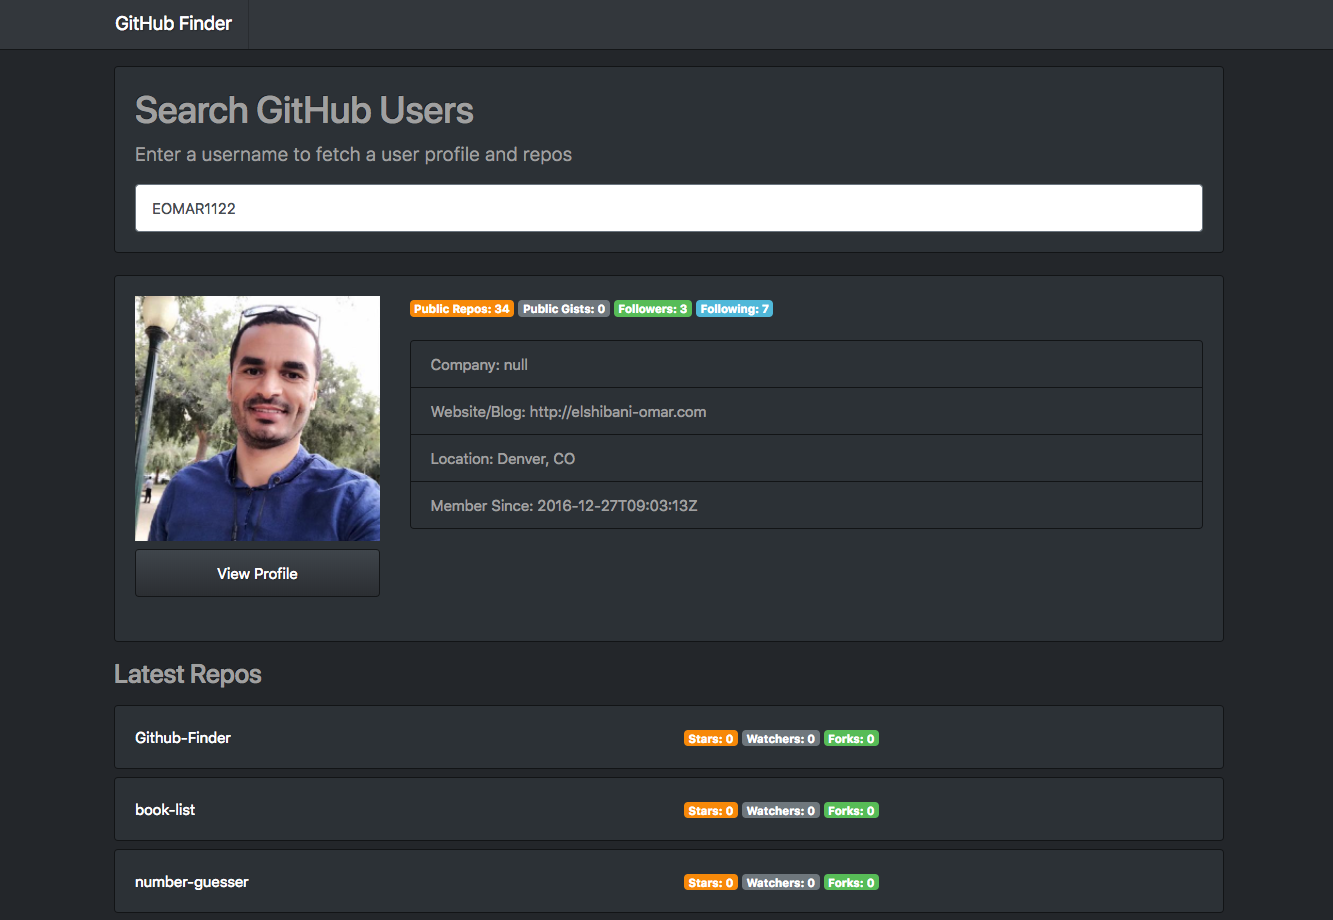 GitHub Finder
Search GitHub Users
Enter a username to fetch a user profile and repos
EOMAR1122
Public Repos: 34 Public Gists: 0 Followers: 3 Following: 7
Company: null
Website/Blog: http://elshibani-omar.com
Location: Denver, CO
Member Since: 2016-12-27T09:03:13Z
View Profile
Latest Repos
Github-Finder Stars: 0 Watchers: 0 Forks: 0
book-list Stars: 0 Watchers: 0 Forks: 0
number-guesser Stars: 0 Watchers: 0 Forks: 0